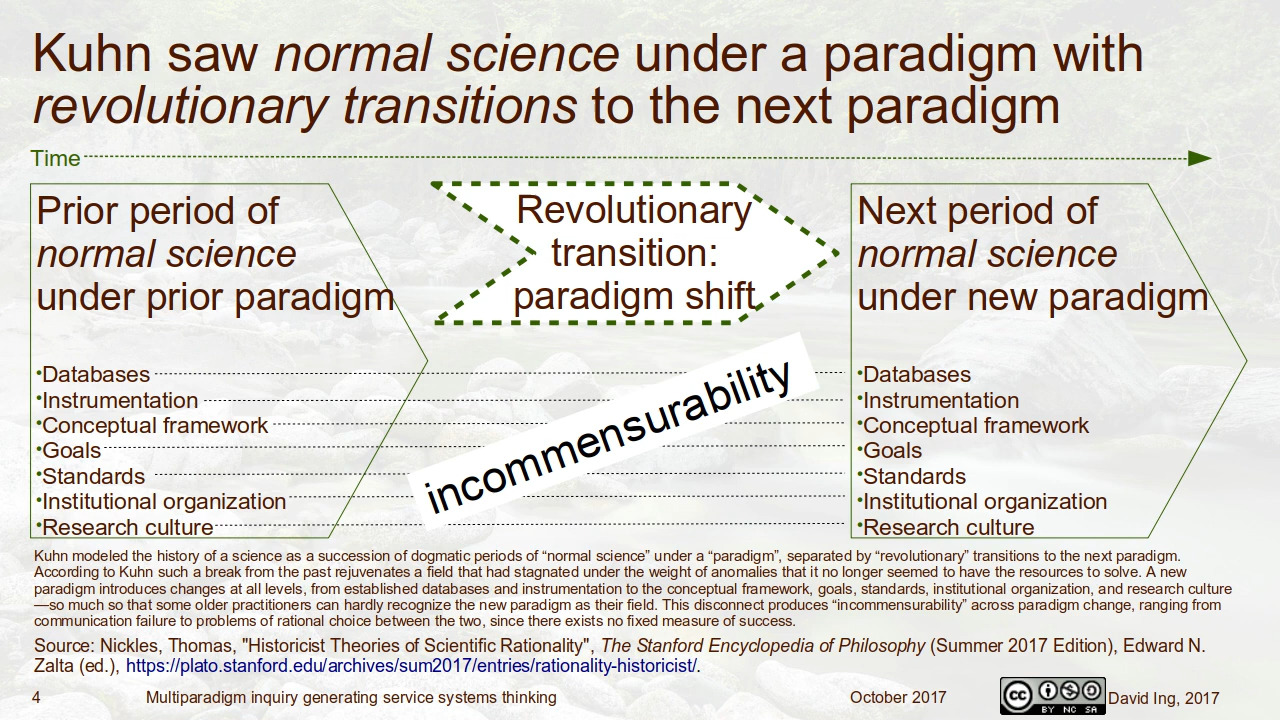 Kuhn saw normal science under a paradigm with
revolutionary transitions to the next paradigm
Time
Prior period of
normal science
under prior paradigm
•Databases
•Instrumentation
•Conceptual framework
•Goals
•Standards
•Institutional organization
•Research culture
Revolutionary
transition:
paradigm shift
incommensurability
Next period of
normal science
under new paradigm
•Databases
•Instrumentation
•Conceptual framework
•Goals
•Standards
•Institutional organization
•Research culture
Kuhn modeled the history of a science as a succession of dogmatic periods of “normal science” under a “paradigm”, separated by “revolutionary” transitions to the next paradigm.
According to Kuhn such a break from the past rejuvenates a field that had stagnated under the weight of anomalies that it no longer seemed to have the resources to solve. A new
paradigm introduces changes at all levels, from established databases and instrumentation to the conceptual framework, goals, standards, institutional organization, and research culture
—so much so that some older practitioners can hardly recognize the new paradigm as their field. This disconnect produces “incommensurability” across paradigm change, ranging from
communication failure to problems of rational choice between the two, since there exists no fixed measure of success.
Source: Nickles, Thomas, "Historicist Theories of Scientific Rationality", The Stanford Encyclopedia of Philosophy (Summer 2017 Edition), Edward N.
Zalta (ed.), https://plato.stanford.edu/archives/sum2017/entries/rationality-historicist/.
4
Multiparadigm inquiry generating service systems thinking
October 2017
cc
BY NC SA
David Ing, 2017